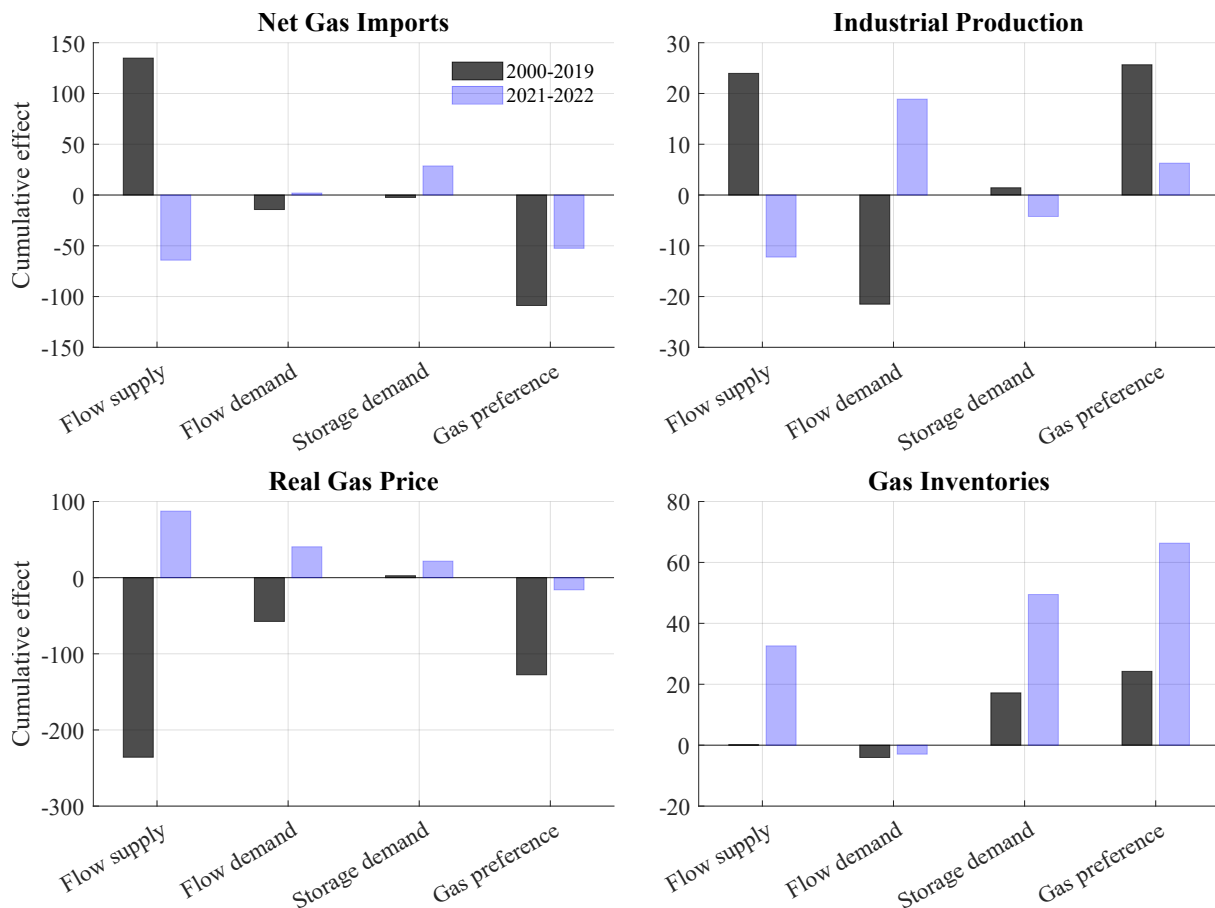 Net Gas Imports
150
100
50
0
-50
-100
-150
Cumulative effect
2000-2019
2021-2022
Flow supply
Flow demand
Storage demand
Gas preference
Industrial Production
30
20
10
0
-10
-20
-30
Flow supply
Flow demand
Storage demand
Gas preference
Real Gas Price
100
0
-100
-200
-300
Cumulative effect
Flow supply
Flow demand
Storage demand
Gas preference
Gas Inventories
80
60
40
20
0
-20
Flow supply
Flow demand
Storage demand
Gas preference